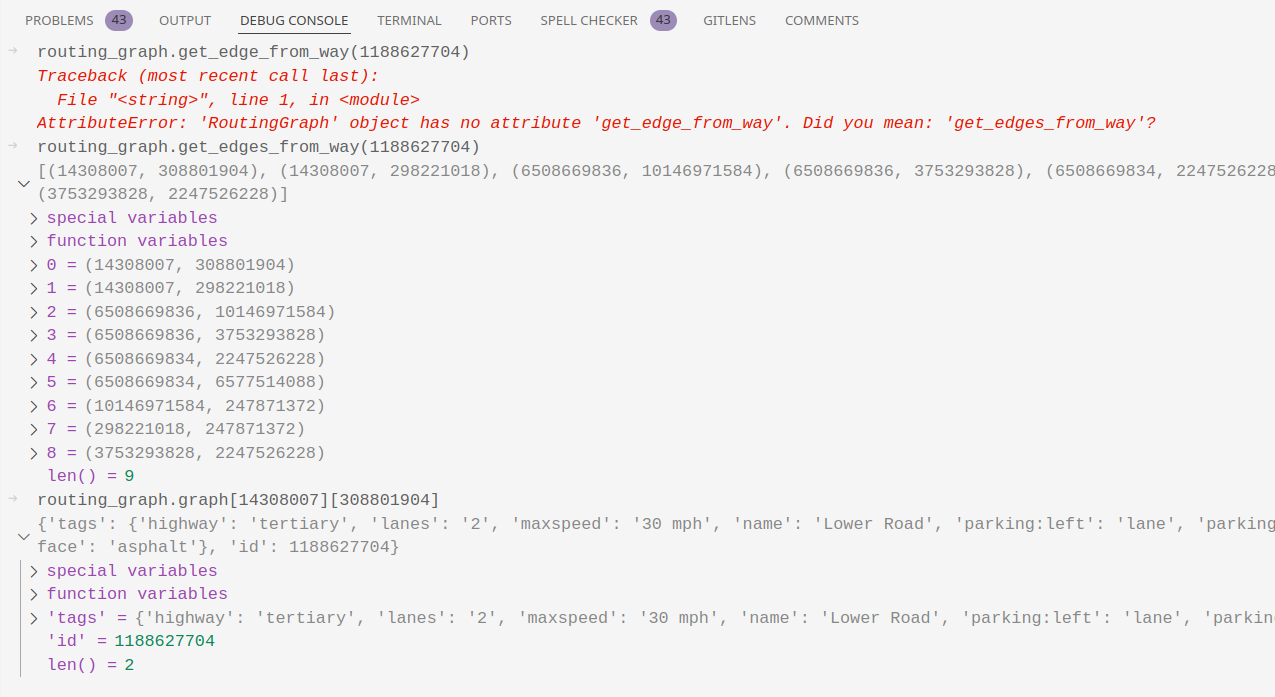 PROBLEMS 43 OUTPUT DEBUG CONSOLE TERMINAL PORTS SPELL CHECKER 43 GITLENS COMMENTS
routing_graph.get_edge_from_way(1188627704)
Traceback (most recent call last):
  File "<string>", line 1, in <module>
AttributeError: 'RoutingGraph' object has no attribute 'get_edge_from_way'. Did you mean: 'get_edges_from_way'?
routing_graph.get_edges_from_way(1188627704)
[(14308007, 308801904), (14308007, 298221018), (6508669836, 10146971584), (6508669836, 3753293828), (6508669834, 2247526228
(3753293828, 2247526228)]
special variables
function variables
0 = (14308007, 308801904)
1 = (14308007, 298221018)
2 = (6508669836, 10146971584)
3 = (6508669836, 3753293828)
4 = (6508669834, 2247526228)
5 = (6508669834, 6577514088)
6 = (10146971584, 247871372)
7 = (298221018, 247871372)
8 = (3753293828, 2247526228)
len() = 9
routing_graph.graph[14308007][308801904]
{'tags': {'highway': 'tertiary', 'lanes': '2', 'maxspeed': '30 mph', 'name': 'Lower Road', 'parking:left': 'lane', 'parking
face': 'asphalt'}, 'id': 1188627704}
special variables
function variables
'tags' = {'highway': 'tertiary', 'lanes': '2', 'maxspeed': '30 mph', 'name': 'Lower Road', 'parking:left': 'lane', 'parkin
'id' = 1188627704
len() = 2